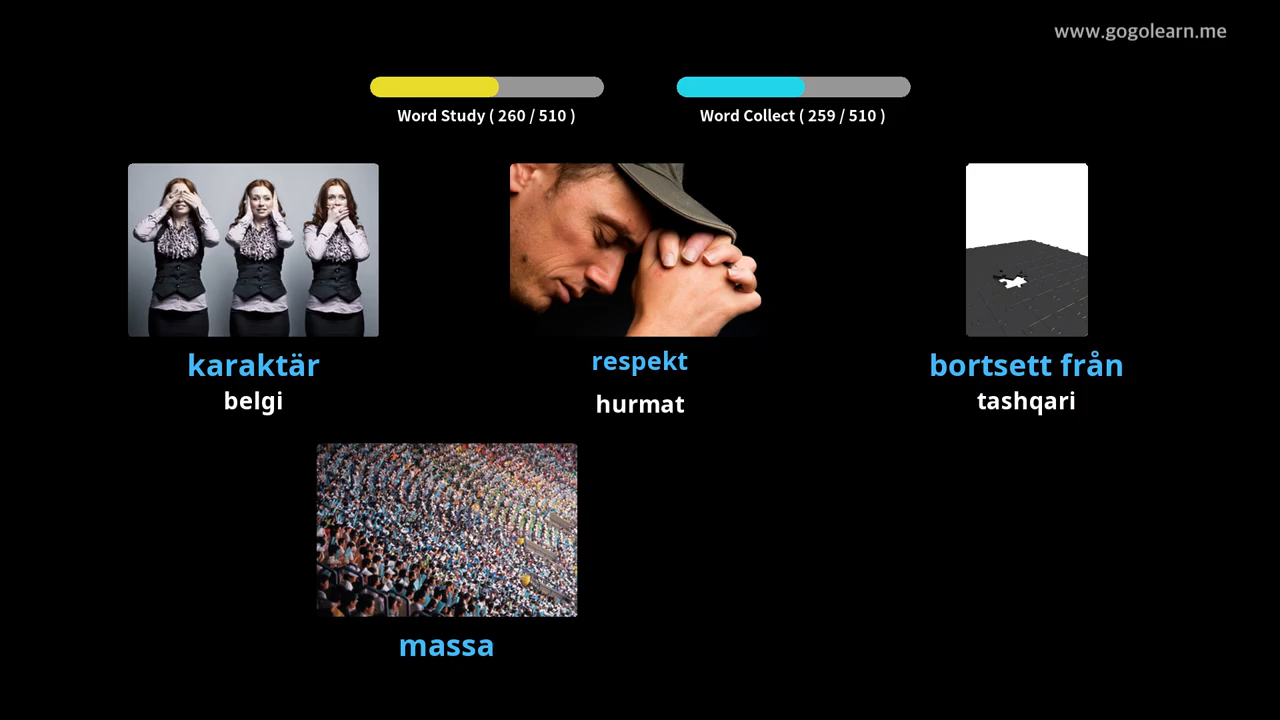 www.gogolearn.me
Word Study ( 260 / 510 )
Word Collect ( 259 / 510 )
karaktär
belgi
respekt
hurmat
bortsett från
tashqari
massa